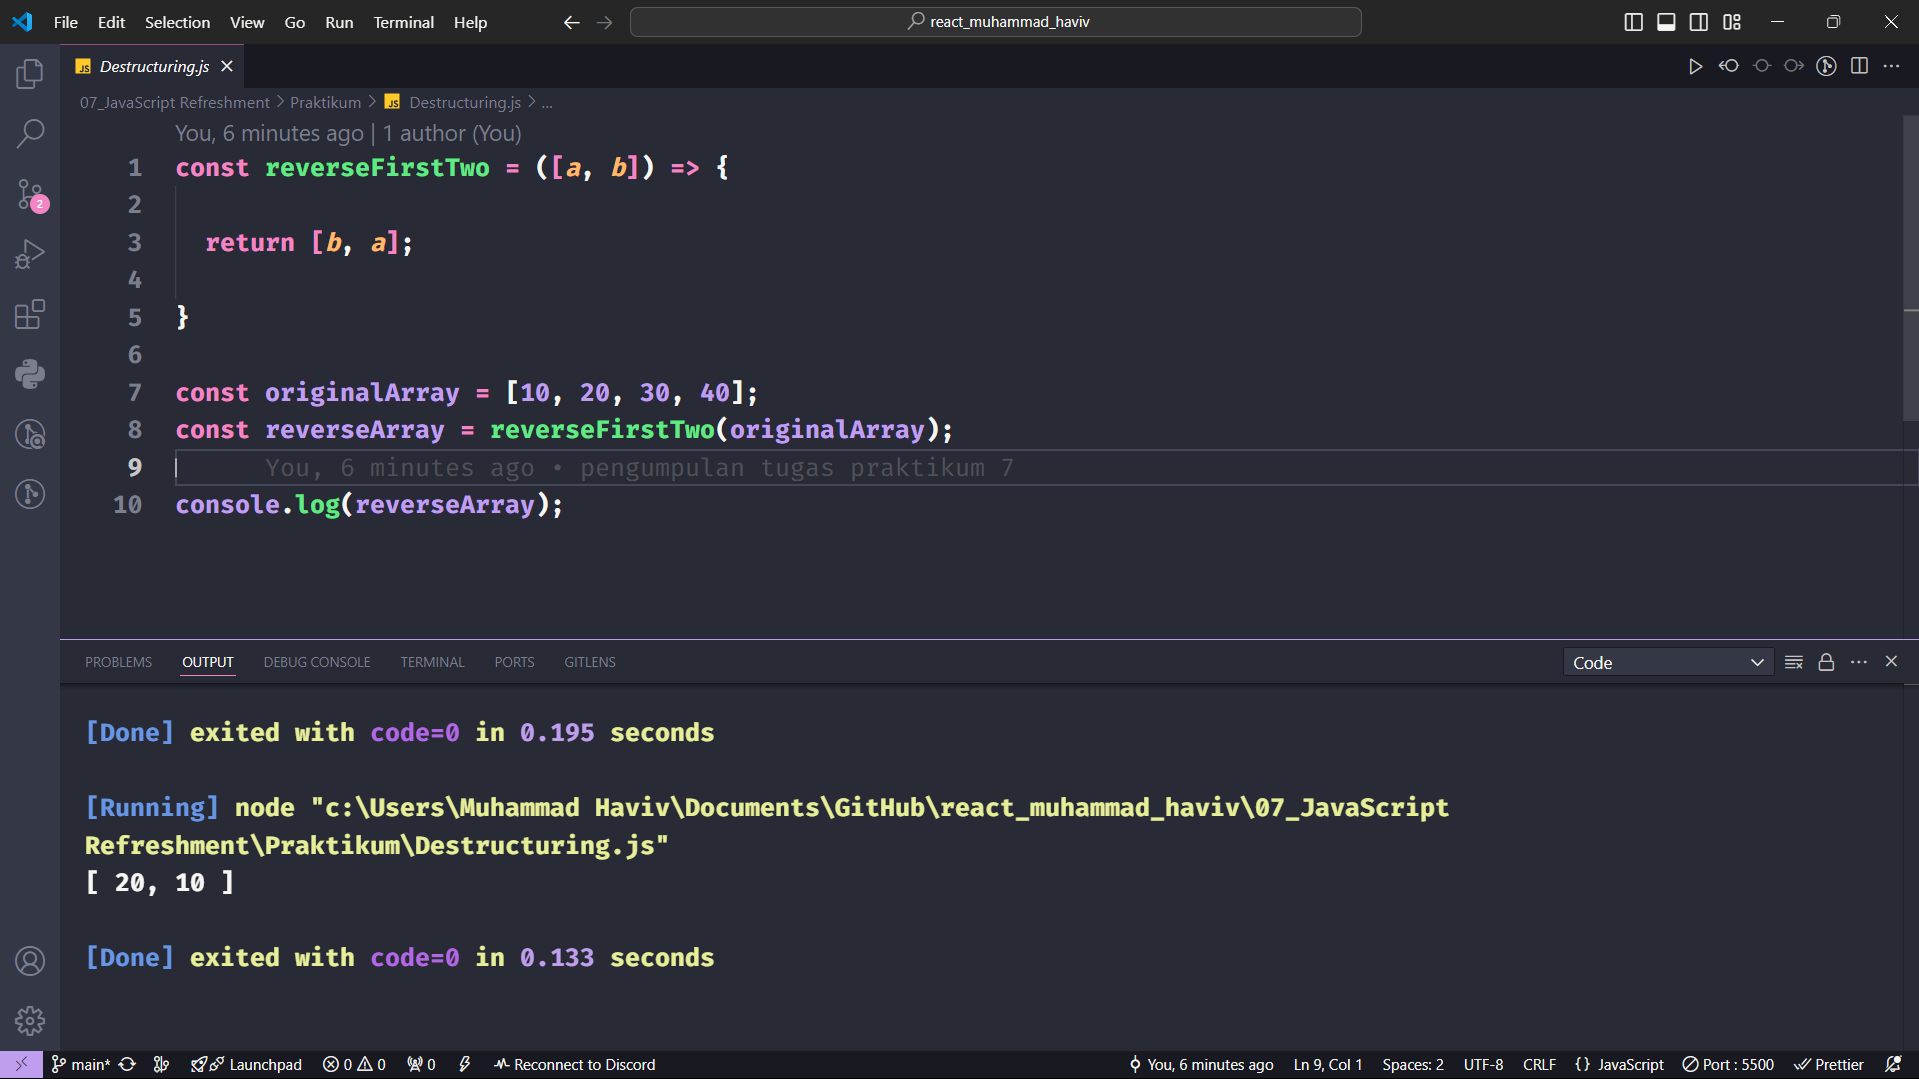 File Edit Selection View Go Run Terminal Help react_muhammad_haviv
JS Destructuring.js
07_JavaScript Refreshment > Praktikum > JS Destructuring.js > ...
You, 6 minutes ago | 1 author (You)
1 const reverseFirstTwo = ([a, b]) => {
2
3 return [b, a];
4
5 }
6
7 const originalArray = [10, 20, 30, 40];
8 const reverseArray = reverseFirstTwo(originalArray);
9 You, 6 minutes ago • pengumpulan tugas praktikum 7
10 console.log(reverseArray);
2
PROBLEMS OUTPUT DEBUG CONSOLE TERMINAL PORTS GITLENS Code
[Done] exited with code=0 in 0.195 seconds
[Running] node "c:\Users\Muhammad Haviv\Documents\GitHub\react_muhammad_haviv\07_JavaScript
Refreshment\Praktikum\Destructuring.js"
[ 20, 10 ]
[Done] exited with code=0 in 0.133 seconds
main* Launchpad 0 0 0 Reconnect to Discord You, 6 minutes ago Ln 9, Col 1 Spaces: 2 UTF-8 CRLF {} JavaScript Port : 5500 Prettier